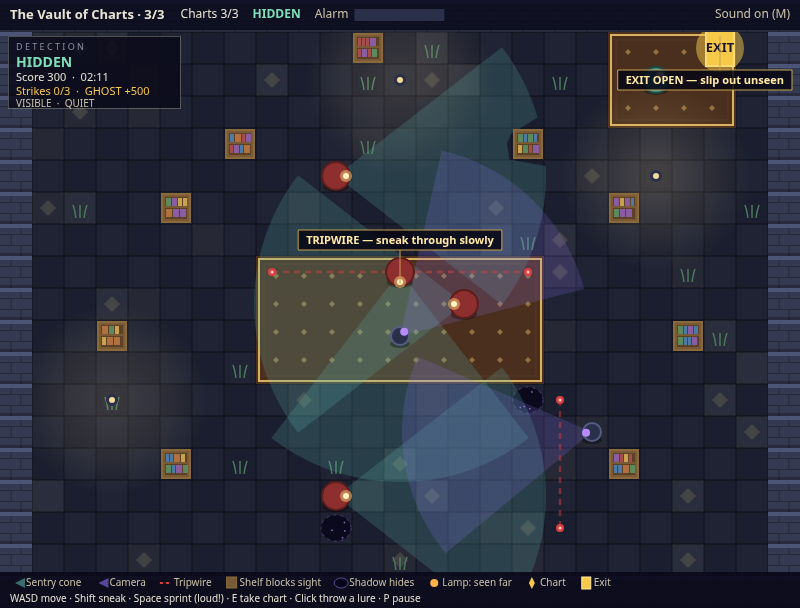 The Vault of Charts · 3/3 Charts 3/3 HIDDEN Alarm Sound on (M)
DETECTION
HIDDEN
Score 300 · 02:11
Strikes 0/3 · GHOST +500
VISIBLE · QUIET
EXIT
EXIT OPEN — slip out unseen
TRIPWIRE — sneak through slowly
Sentry cone Camera Tripwire Shelf blocks sight Shadow hides Lamp: seen far Chart Exit
WASD move · Shift sneak · Space sprint (loud!) · E take chart · Click throw a lure · P pause